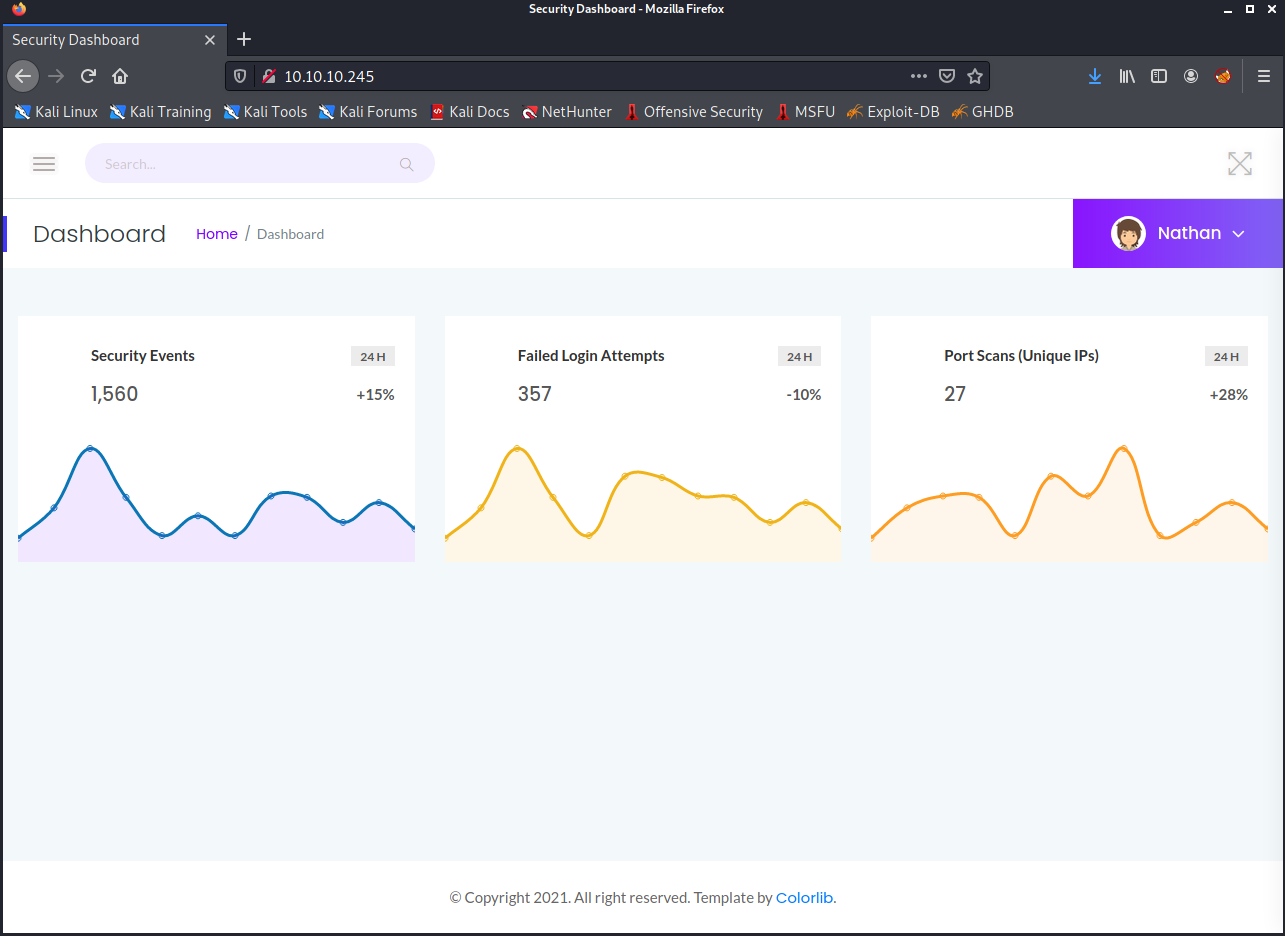 Security Dashboard - Mozilla Firefox
Security Dashboard
10.10.10.245
Kali Linux Kali Training Kali Tools Kali Forums Kali Docs NetHunter Offensive Security MSFU Exploit-DB GHDB
Search...
Dashboard Home / Dashboard Nathan
Security Events 24 H
1,560 +15%
Failed Login Attempts 24 H
357 -10%
Port Scans (Unique IPs) 24 H
27 +28%
© Copyright 2021. All right reserved. Template by Colorlib.